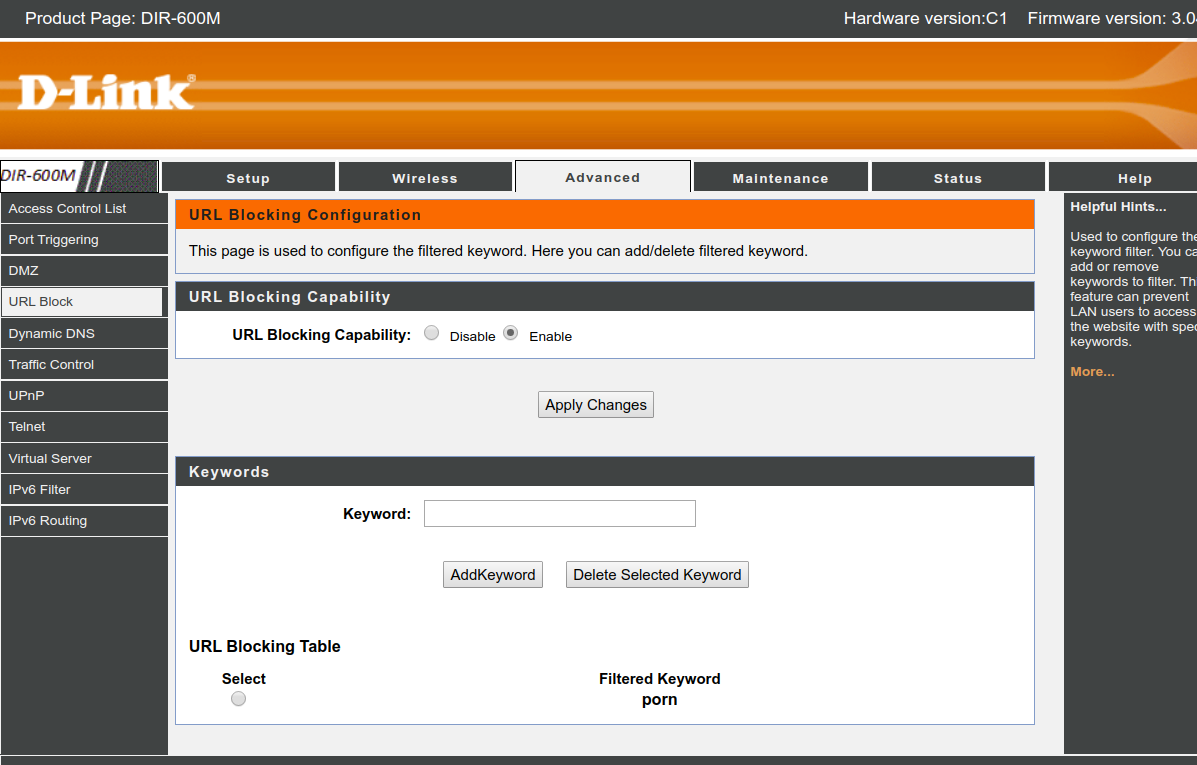 Product Page: DIR-600M
Hardware version:C1 Firmware version: 3.0
D-Link®
DIR-600M
Setup Wireless Advanced Maintenance Status Help
Access Control List
Port Triggering
DMZ
URL Block
Dynamic DNS
Traffic Control
UPnP
Telnet
Virtual Server
IPv6 Filter
IPv6 Routing
URL Blocking Configuration
This page is used to configure the filtered keyword. Here you can add/delete filtered keyword.
URL Blocking Capability
URL Blocking Capability: Disable Enable
Apply Changes
Keywords
Keyword:
AddKeyword Delete Selected Keyword
URL Blocking Table
Select Filtered Keyword
porn
Helpful Hints...
Used to configure the
keyword filter. You ca
add or remove
keywords to filter. Th
feature can prevent
LAN users to access
the website with spec
keywords.
More...